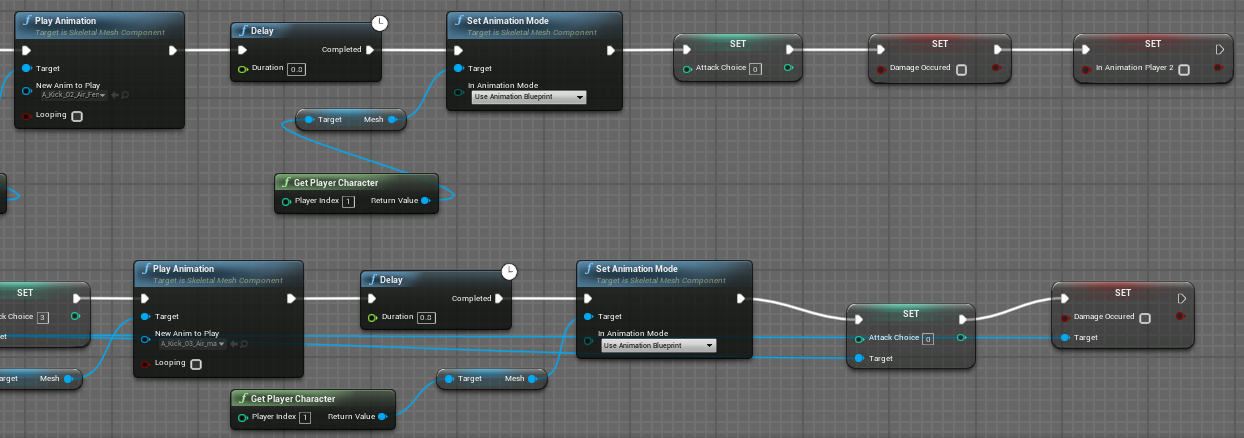 Play Animation
Target is Skeletal Mesh Component
Target
New Anim to Play
A_Kick_02_Air_Fer
Looping
Delay
Completed
Duration 0.0
Set Animation Mode
Target is Skeletal Mesh Component
Target
In Animation Mode
Use Animation Blueprint
SET
Attack Choice 0
SET
Damage Occured
SET
In Animation Player 2
Target Mesh
Get Player Character
Player Index 1 Return Value
SET
ck Choice 3
et
Play Animation
Target is Skeletal Mesh Component
Target
New Anim to Play
A_Kick_03_Air_ma
Looping
Delay
Completed
Duration 0.0
Set Animation Mode
Target is Skeletal Mesh Component
Target
In Animation Mode
Use Animation Blueprint
SET
Attack Choice 0
Target
SET
Damage Occured
Target
arget Mesh
Target Mesh
Get Player Character
Player Index 1 Return Value